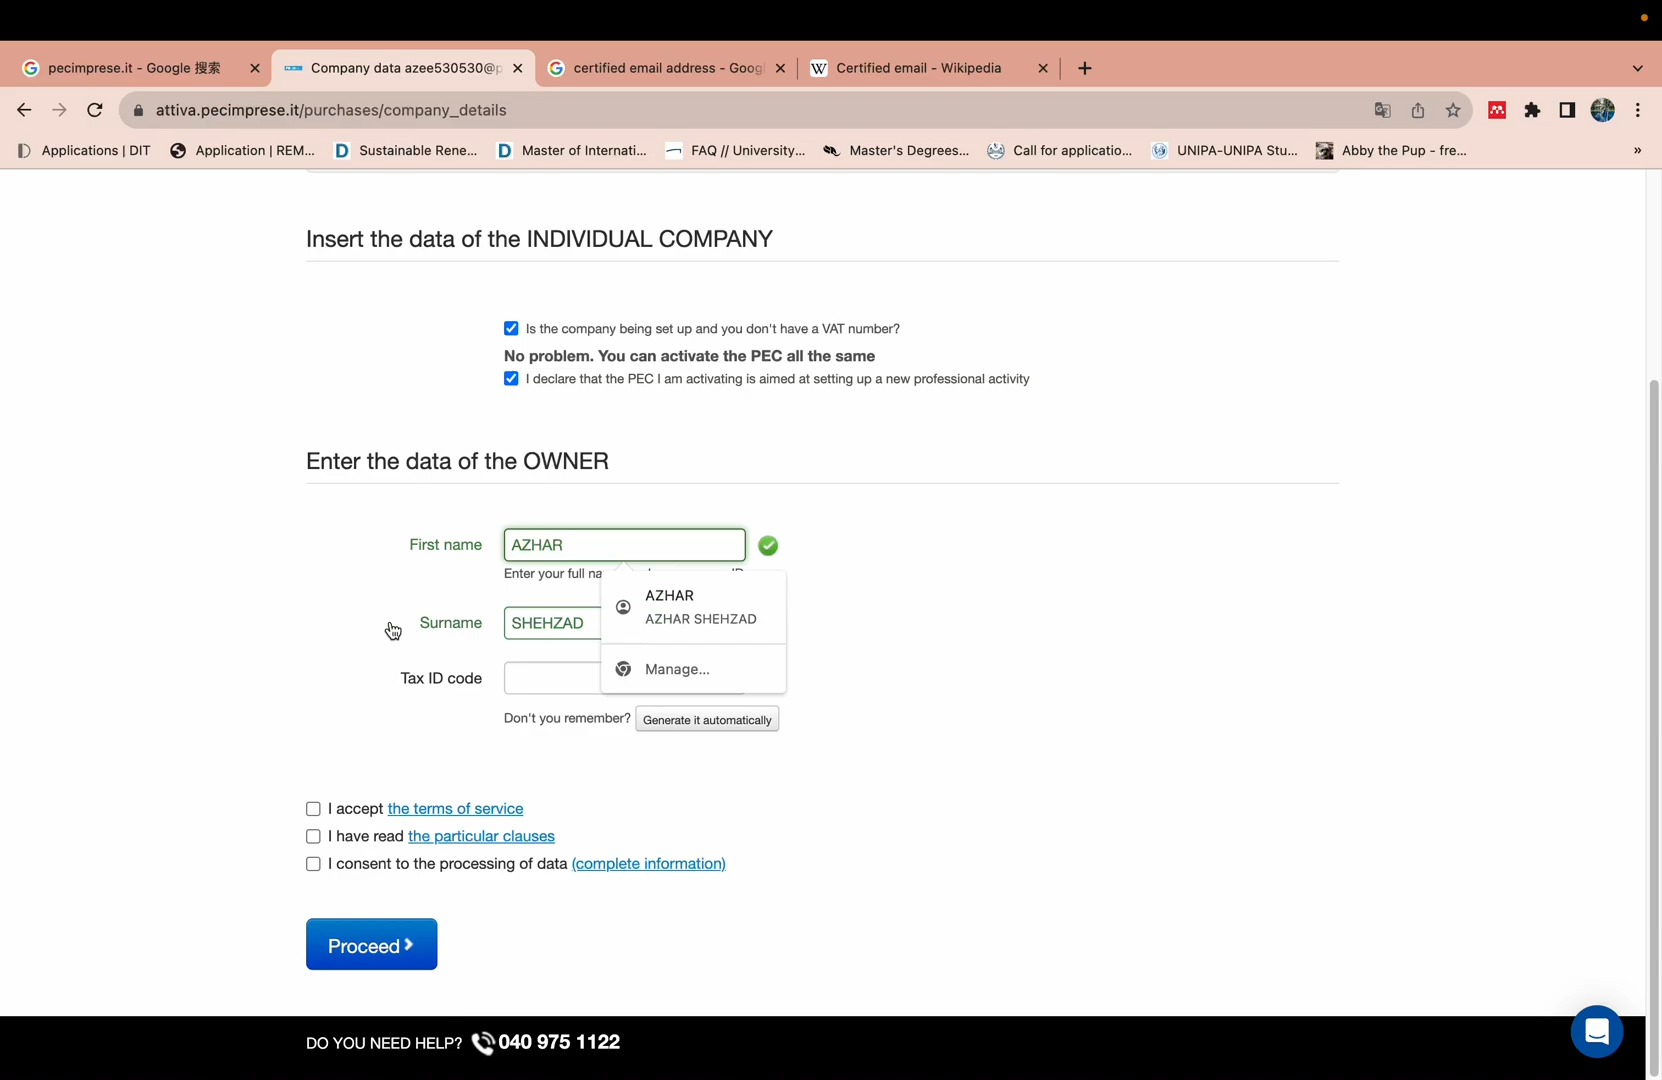 pecimprese.it - Google 搜索
Company data azee530530@p
certified email address - Goog
Certified email - Wikipedia
attiva.pecimprese.it/purchases/company_details
Applications | DIT
Application | REM...
Sustainable Rene...
Master of Internati...
FAQ // University...
Master's Degrees...
Call for applicatio...
UNIPA-UNIPA Stu...
Abby the Pup - fre...
»
Insert the data of the INDIVIDUAL COMPANY
Is the company being set up and you don't have a VAT number?
No problem. You can activate the PEC all the same
I declare that the PEC I am activating is aimed at setting up a new professional activity
Enter the data of the OWNER
First name AZHAR
Enter your full na
AZHAR
AZHAR SHEHZAD
Surname SHEHZAD
Manage...
Tax ID code
Don't you remember? Generate it automatically
I accept the terms of service
I have read the particular clauses
I consent to the processing of data (complete information)
Proceed
DO YOU NEED HELP? 040 975 1122